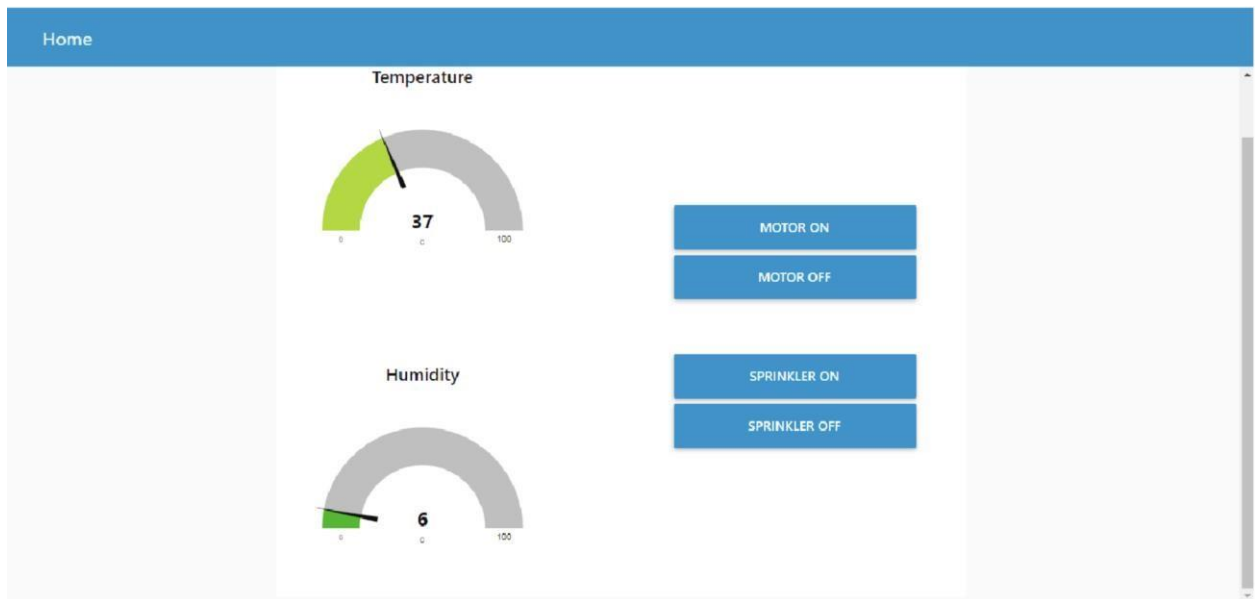 Home
Temperature
37
c
0
100
MOTOR ON
MOTOR OFF
Humidity
6
c
0
100
SPRINKLER ON
SPRINKLER OFF